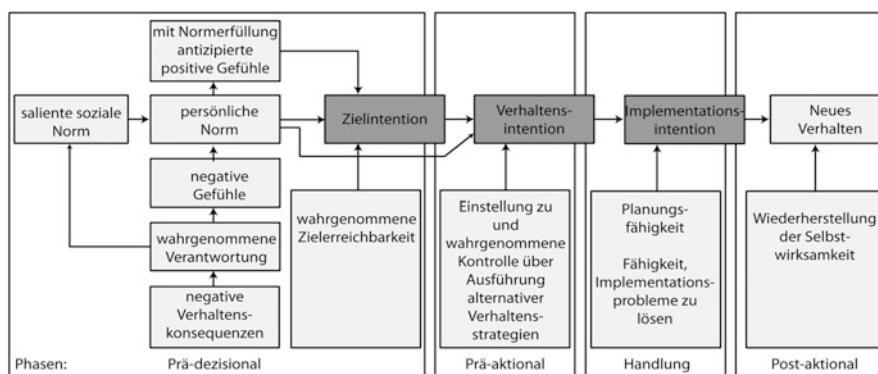 mit Normerfüllung
antizipierte
positive Gefühle
saliente soziale
Norm
persönliche
Norm
Zielintention
Verhaltens-
intention
Implementations-
intention
Neues
Verhalten
negative
Gefühle
wahrgenommene
Verantwortung
negative
Verhaltens-
konsequenzen
wahrgenommene
Zielerreichbarkeit
Einstellung zu
und
wahrgenommene
Kontrolle über
Ausführung
alternativer
Verhaltens-
strategien
Planungs-
fähigkeit
Fähigkeit,
Implementations-
probleme zu
lösen
Wiederherstellung
der Selbst-
wirksamkeit
Phasen:
Prä-dezisional
Prä-aktional
Handlung
Post-aktional